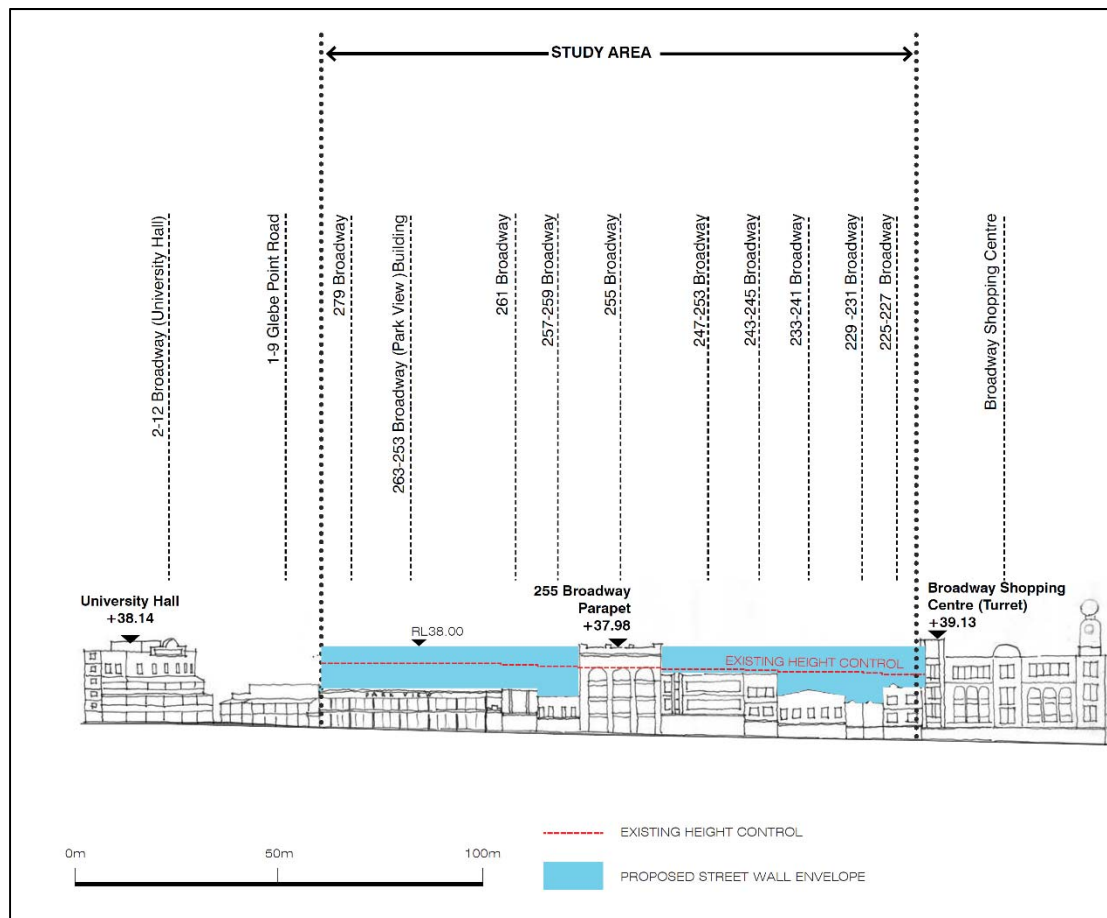 STUDY AREA
2-12 Broadway (University Hall)
1-9 Glebe Point Road
279 Broadway
263-253 Broadway (Park View )Building
261 Broadway
257-259 Broadway
255 Broadway
247-253 Broadway
243-245 Broadway
233-241 Broadway
229 -231 Broadway
225-227 Broadway
Broadway Shopping Centre
University Hall
+38.14
RL38.00
255 Broadway
Parapet
+37.98
Broadway Shopping
Centre (Turret)
+39.13
EXISTING HEIGHT CONTROL
0m
50m
100m
EXISTING HEIGHT CONTROL
PROPOSED STREET WALL ENVELOPE